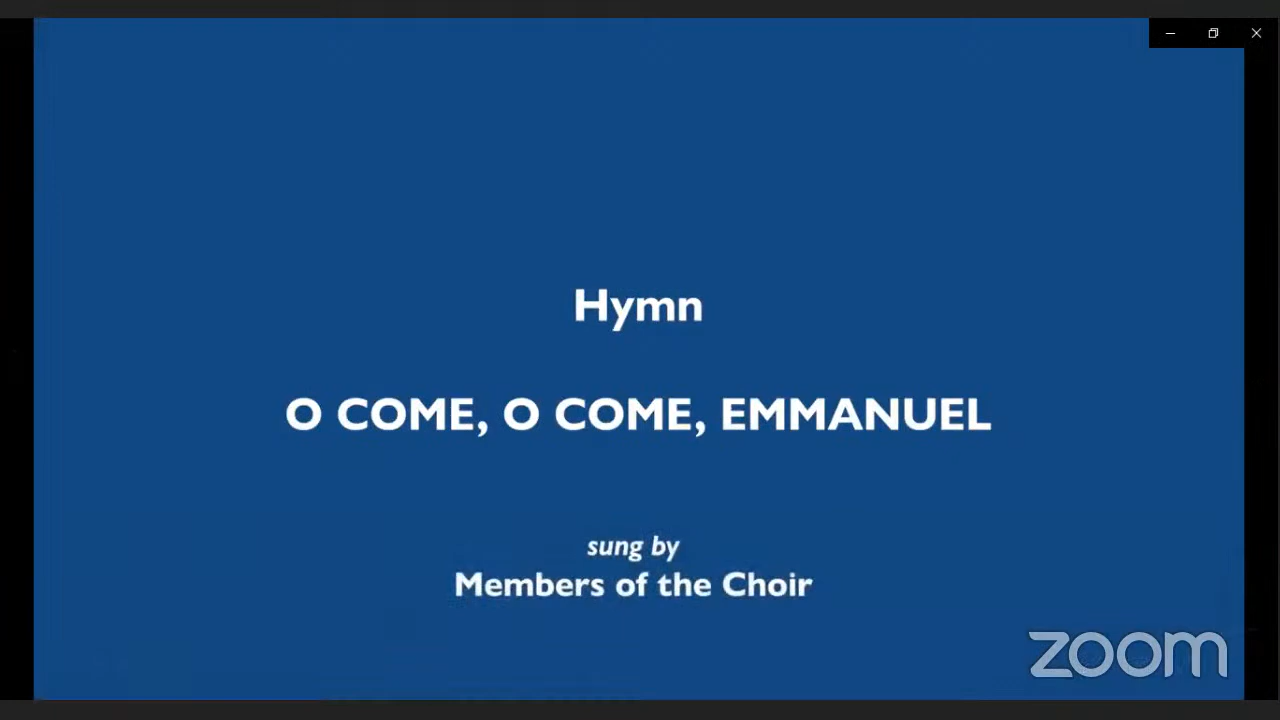 Hymn
O COME, O COME, EMMANUEL
sung by
Members of the Choir
zoom